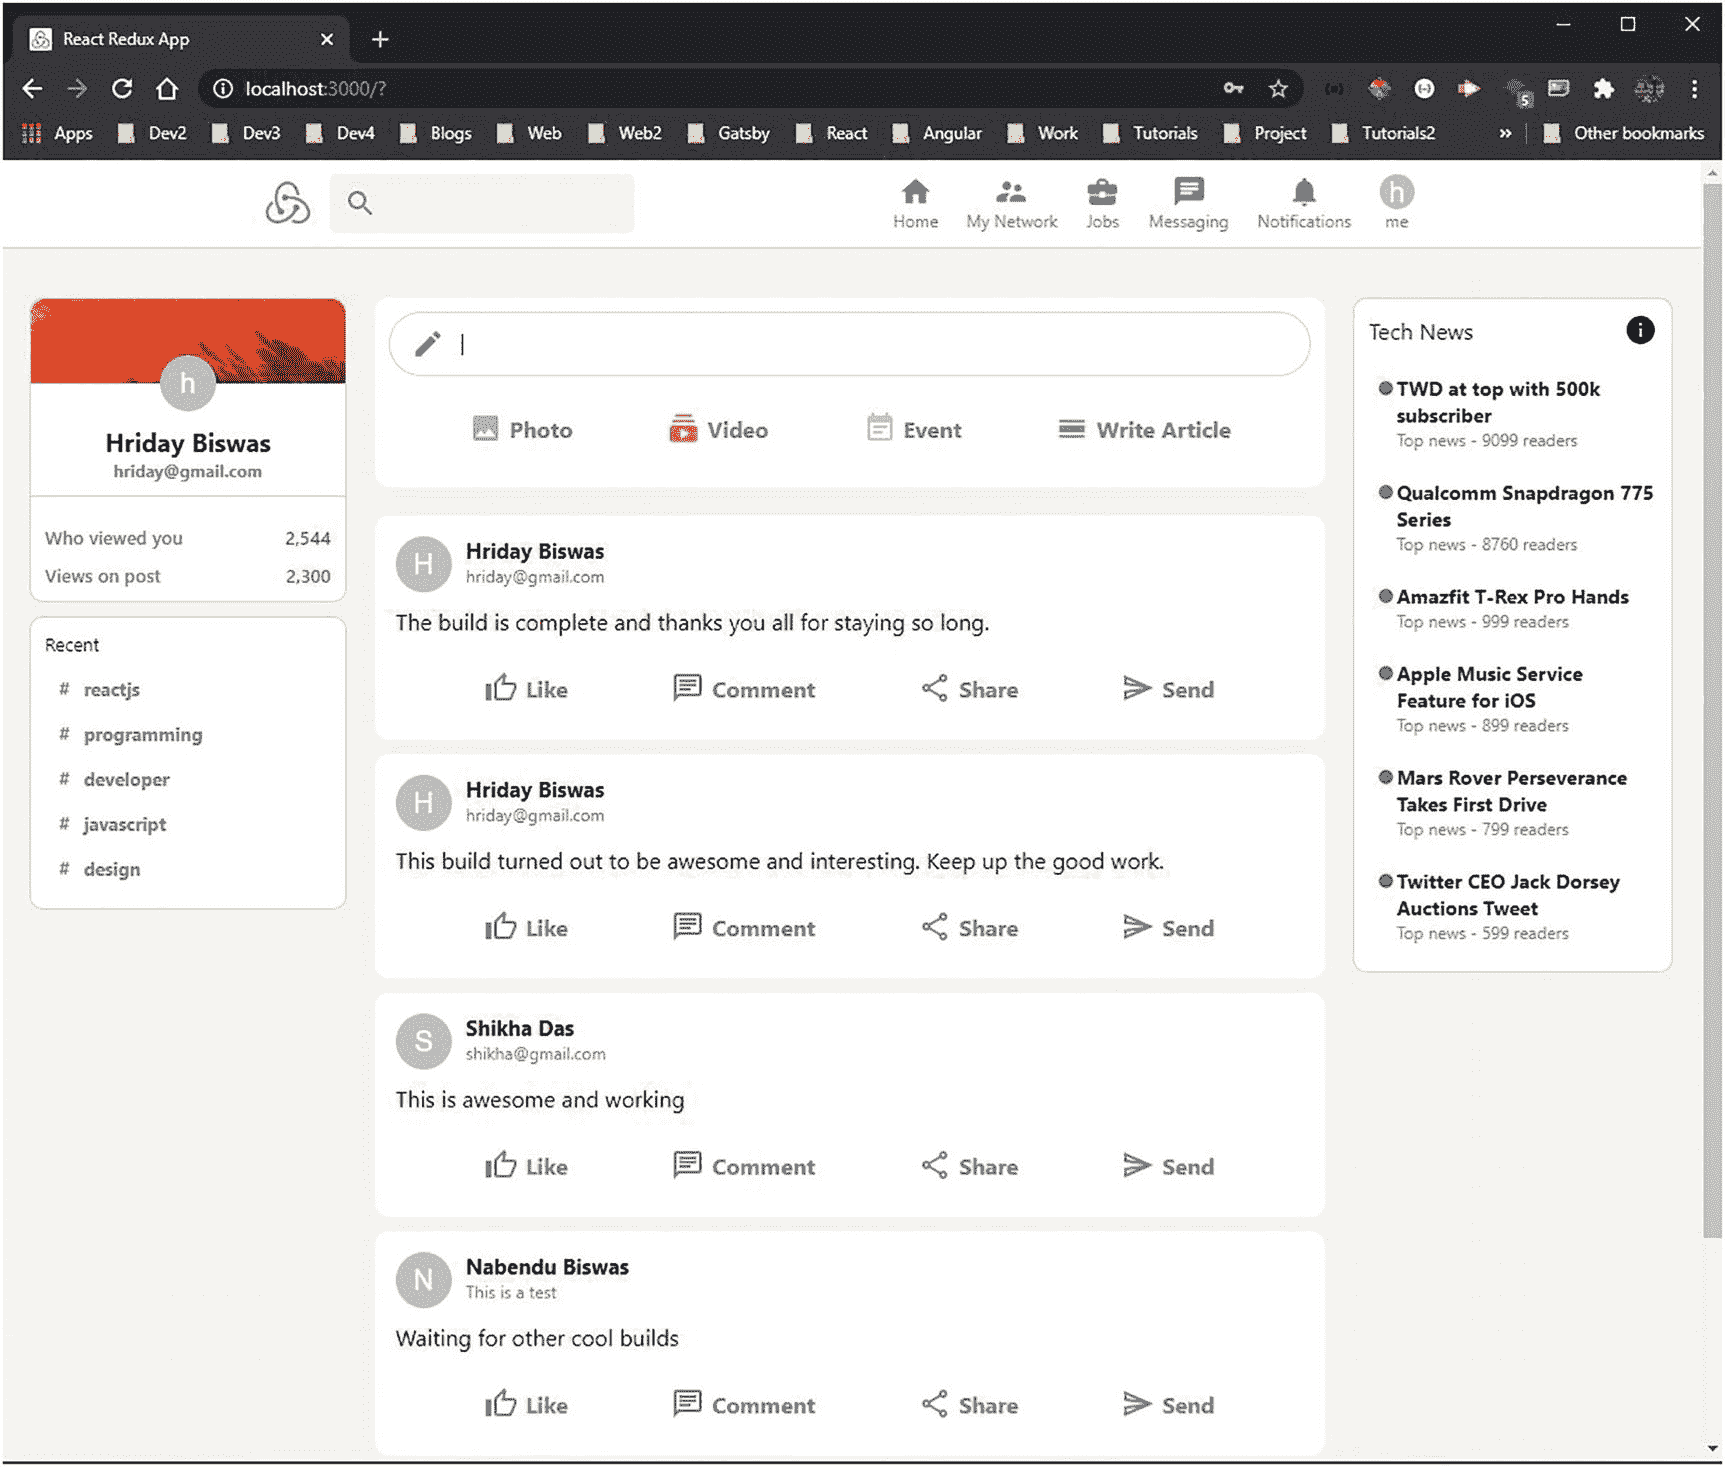 React Redux App
localhost:3000/?
5
Apps Dev2 Dev3 Dev4 Blogs Web Web2 Gatsby React Angular Work Tutorials Project Tutorials2 » Other bookmarks
h
Home My Network Jobs Messaging Notifications me
h
Hriday Biswas
hriday@gmail.com
Who viewed you 2,544
Views on post 2,300
Recent
# reactjs
# programming
# developer
# javascript
# design
Photo Video Event Write Article
H
Hriday Biswas
hriday@gmail.com
The build is complete and thanks you all for staying so long.
Like Comment Share Send
H
Hriday Biswas
hriday@gmail.com
This build turned out to be awesome and interesting. Keep up the good work.
Like Comment Share Send
S
Shikha Das
shikha@gmail.com
This is awesome and working
Like Comment Share Send
N
Nabendu Biswas
This is a test
Waiting for other cool builds
Like Comment Share Send
Tech News
TWD at top with 500k
subscriber
Top news - 9099 readers
Qualcomm Snapdragon 775
Series
Top news - 8760 readers
Amazfit T-Rex Pro Hands
Top news - 999 readers
Apple Music Service
Feature for iOS
Top news - 899 readers
Mars Rover Perseverance
Takes First Drive
Top news - 799 readers
Twitter CEO Jack Dorsey
Auctions Tweet
Top news - 599 readers